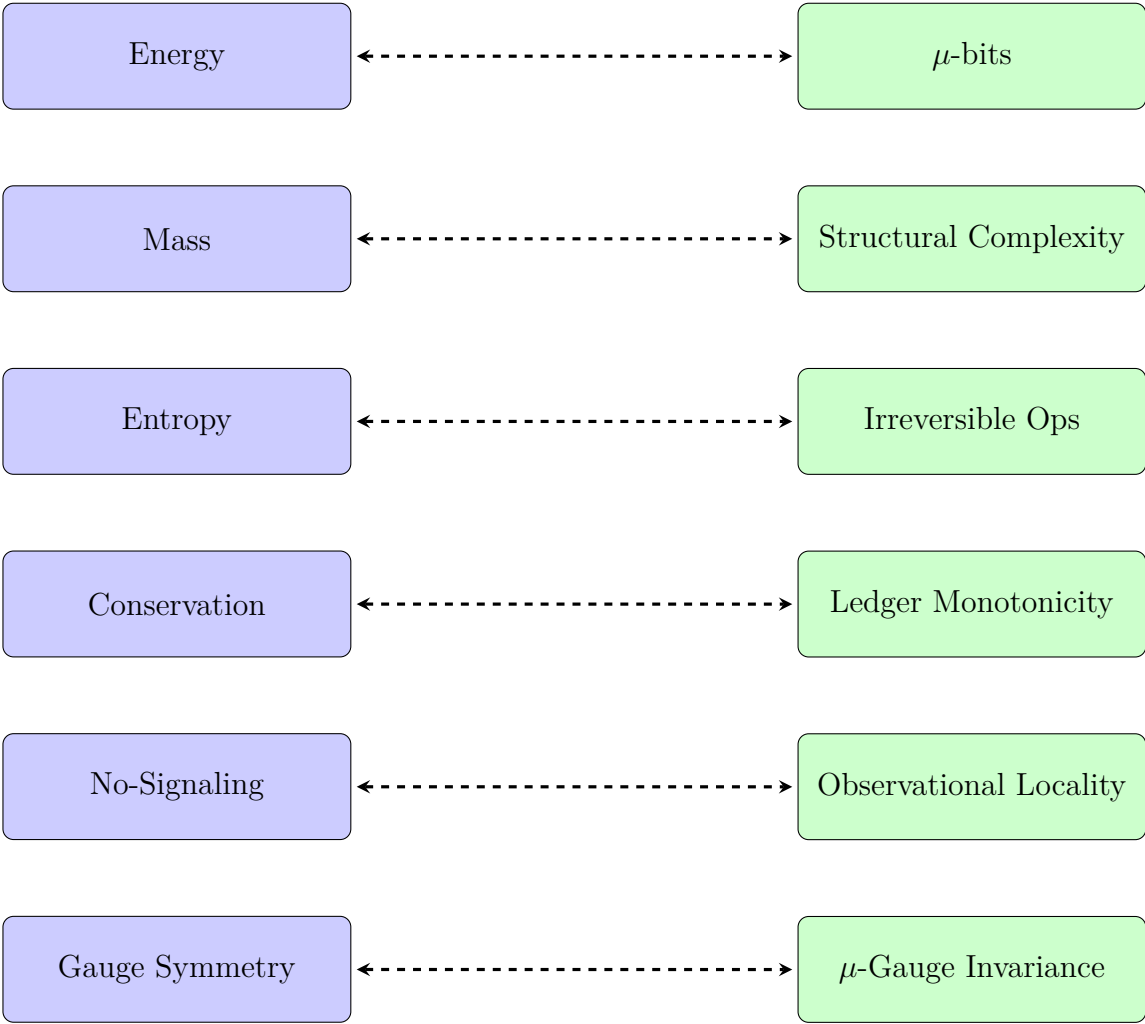 Energy
μ-bits
Mass
Structural Complexity
Entropy
Irreversible Ops
Conservation
Ledger Monotonicity
No-Signaling
Observational Locality
Gauge Symmetry
μ-Gauge Invariance